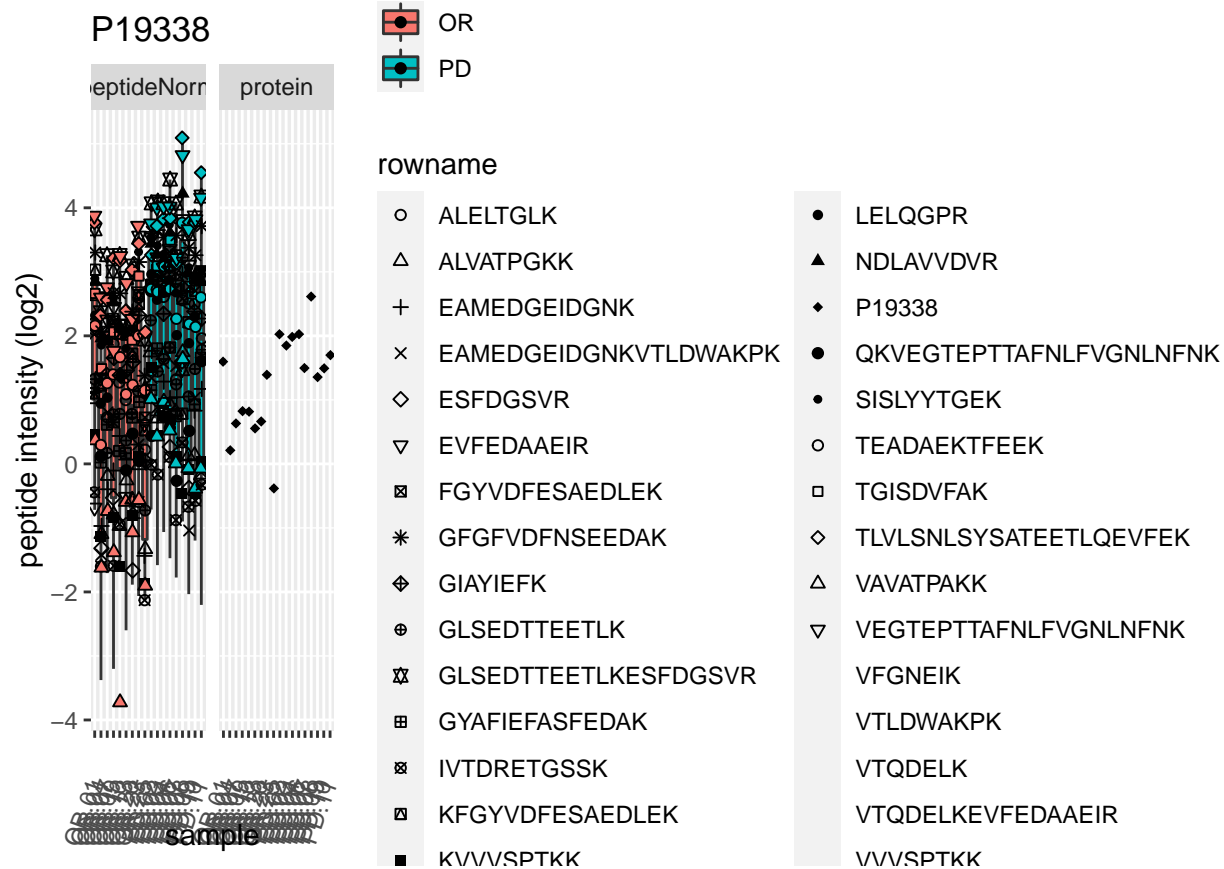 P19338
OR
PD
protein
rowname
peptide intensity (log2)
4
2
0
−2
−4
sample
ALELTGLK
ALVATPGKK
EAMEDGEIDGNK
EAMEDGEIDGNKVTLDWAKPK
ESFDGSVR
EVFEDAAEIR
FGYVDFESAEDLEK
GFGFVDFNSEEDAK
GIAYIEFK
GLSEDTTEETLK
GLSEDTTEETLKESFDGSVR
GYAFIEFASFEDAK
IVTDRETGSSK
KFGYVDFESAEDLEK
KVVVSPTKK
LELQGPR
NDLAVVDVR
P19338
QKVEGTEPTTAFNLFVGNLNFNK
SISLYYTGEK
TEADAEKTFEEK
TGISDVFAK
TLVLSNLSYSATEETLQEVFEK
VAVATPAKK
VEGTEPTTAFNLFVGNLNFNK
VFGNEIK
VTLDWAKPK
VTQDELK
VTQDELKEVFEDAAEIR
VVVSPTKK